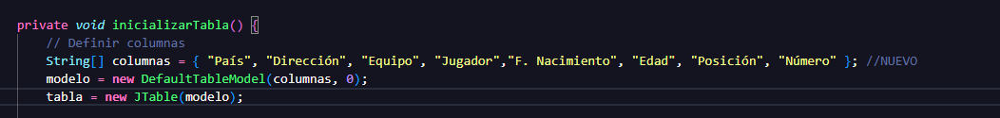 private void inicializarTabla() {
// Definir columnas
String[] columnas = { "País", "Dirección", "Equipo", "Jugador","F. Nacimiento", "Edad", "Posición", "Número" }; //NUEVO
modelo = new DefaultTableModel(columnas, 0);
tabla = new JTable(modelo);